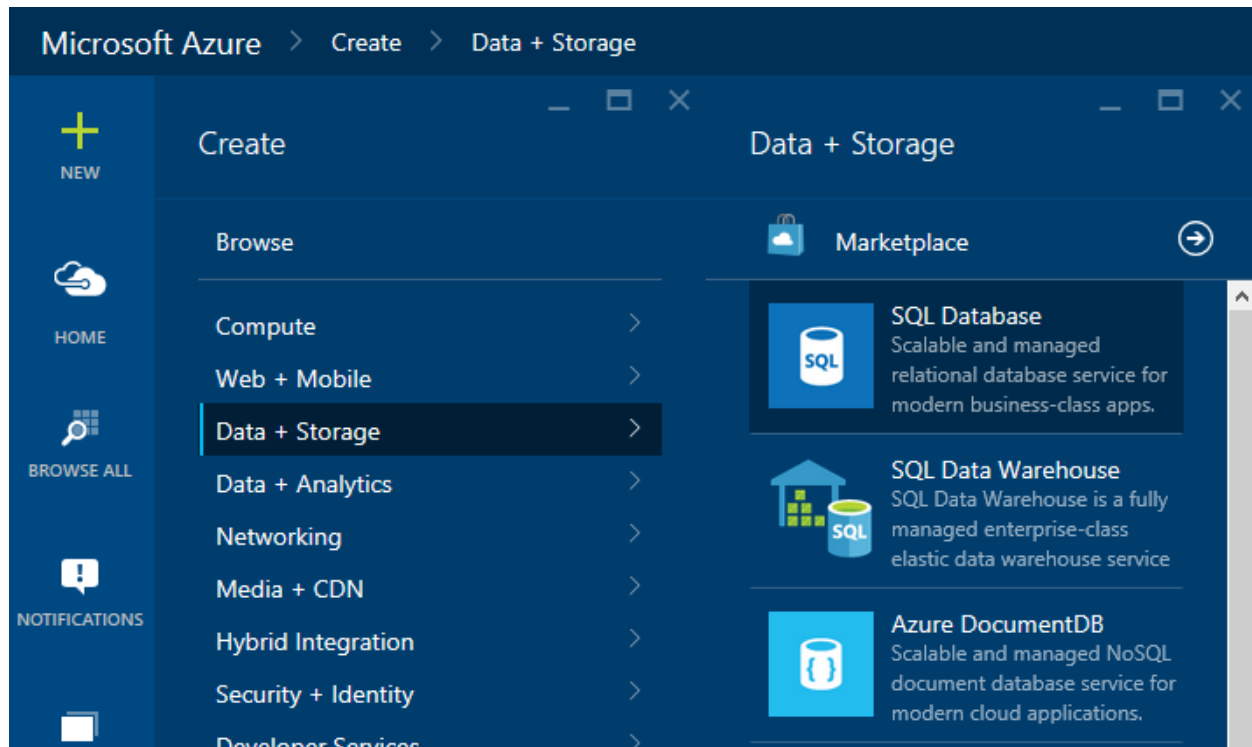 Microsoft Azure > Create > Data + Storage
NEW
HOME
BROWSE ALL
NOTIFICATIONS
Create
Browse
Compute
Web + Mobile
Data + Storage
Data + Analytics
Networking
Media + CDN
Hybrid Integration
Security + Identity
Developer Services
Data + Storage
Marketplace
SQL
SQL Database
Scalable and managed
relational database service for
modern business-class apps.
SQL
SQL Data Warehouse
SQL Data Warehouse is a fully
managed enterprise-class
elastic data warehouse service
{ }
Azure DocumentDB
Scalable and managed NoSQL
document database service for
modern cloud applications.